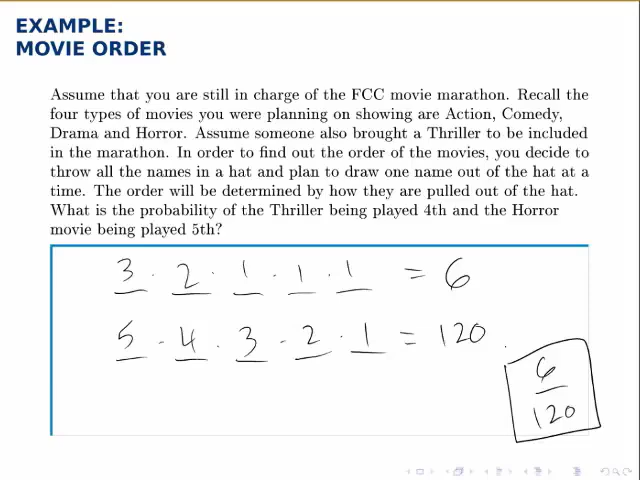 EXAMPLE:
MOVIE ORDER
Assume that you are still in charge of the FCC movie marathon. Recall the
four types of movies you were planning on showing are Action, Comedy,
Drama and Horror. Assume someone also brought a Thriller to be included
in the marathon. In order to find out the order of the movies, you decide to
throw all the names in a hat and plan to draw one name out of the hat at a
time. The order will be determined by how they are pulled out of the hat.
What is the probability of the Thriller being played 4th and the Horror
movie being played 5th?
3 · 2 · 1 · 1 · 1 = 6
5 · 4 · 3 · 2 · 1 = 120
6
120